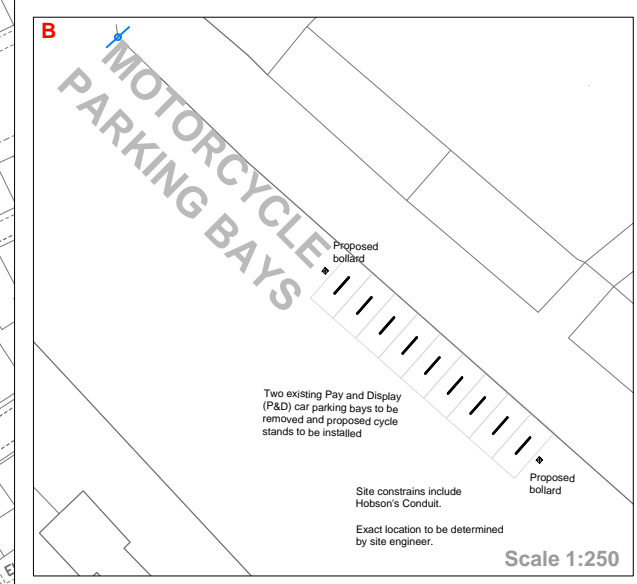 B
MOTORCYCLE
PARKING BAYS
Proposed
bollard
Two existing Pay and Display
(P&D) car parking bays to be
removed and proposed cycle
stands to be installed
Proposed
bollard
Site constrains include
Hobson's Conduit.
Exact location to be determined
by site engineer.
Scale 1:250